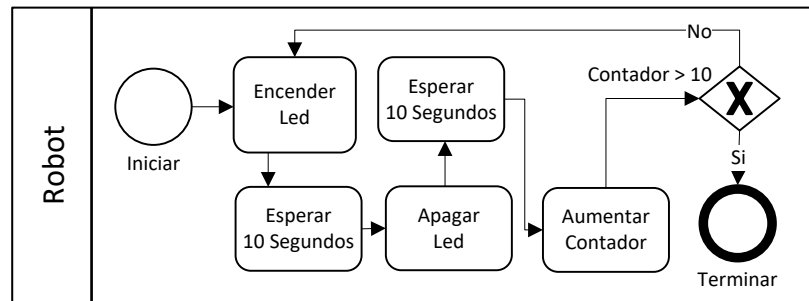 Robot
Iniciar
Encender
Led
Esperar
10 Segundos
Apagar
Led
Esperar
10 Segundos
Aumentar
Contador
Contador > 10
X
No
Si
Terminar